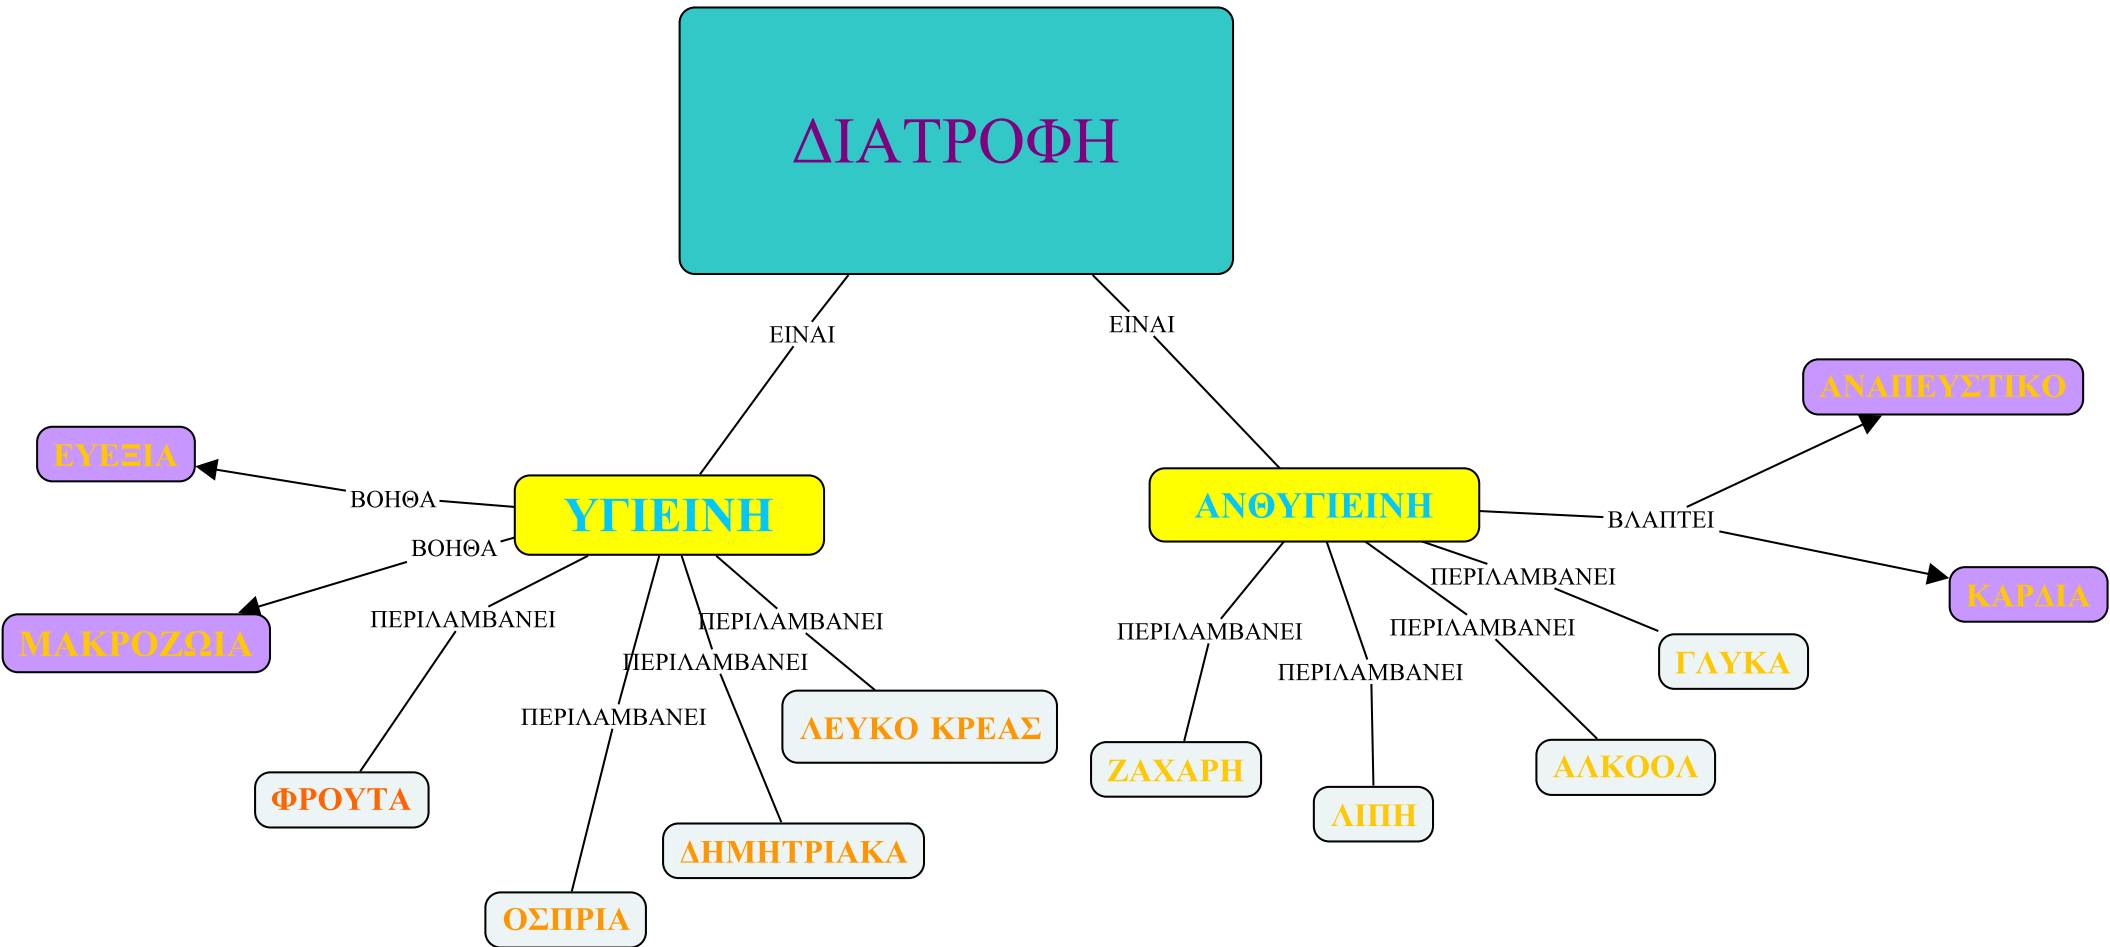 ΔΙΑΤΡΟΦΗ
ΕΙΝΑΙ
ΕΙΝΑΙ
ΑΝΑΠΕΥΣΤΙΚΟ
ΕΥΕΞΙΑ
ΒΟΗΘΑ
ΥΓΙΕΙΝΗ
ΑΝΘΥΓΙΕΙΝΗ
ΒΛΑΠΤΕΙ
ΒΟΗΘΑ
ΠΕΡΙΛΑΜΒΑΝΕΙ
ΚΑΡΔΙΑ
ΜΑΚΡΟΖΩΙΑ
ΠΕΡΙΛΑΜΒΑΝΕΙ
ΠΕΡΙΛΑΜΒΑΝΕΙ
ΠΕΡΙΛΑΜΒΑΝΕΙ
ΠΕΡΙΛΑΜΒΑΝΕΙ
ΠΕΡΙΛΑΜΒΑΝΕΙ
ΠΕΡΙΛΑΜΒΑΝΕΙ
ΓΛΥΚΑ
ΠΕΡΙΛΑΜΒΑΝΕΙ
ΛΕΥΚΟ ΚΡΕΑΣ
ΖΑΧΑΡΗ
ΑΛΚΟΟΛ
ΦΡΟΥΤΑ
ΛΙΠΗ
ΔΗΜΗΤΡΙΑΚΑ
ΟΣΠΡΙΑ